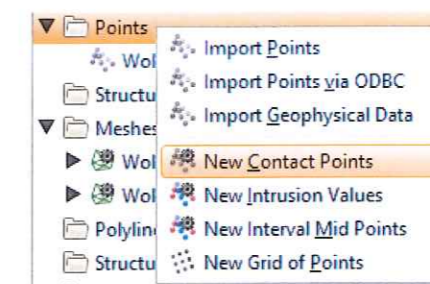 Points
Wol
Structu
Meshes
Wol
Wol
Polyline
Structu
Import Points
Import Points via ODBC
Import Geophysical Data
New Contact Points
New Intrusion Values
New Interval Mid Points
New Grid of Points